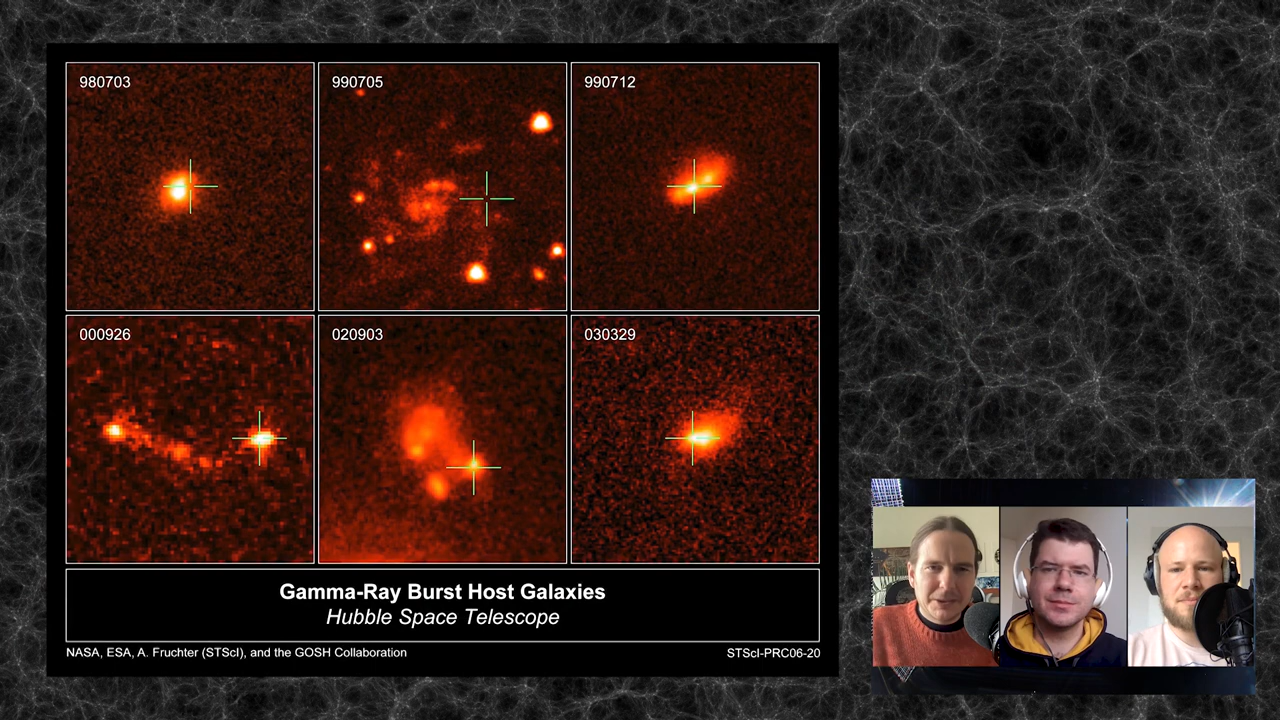 980703
990705
990712
000926
020903
030329
Gamma-Ray Burst Host Galaxies
Hubble Space Telescope
NASA, ESA, A. Fruchter (STScI), and the GOSH Collaboration
STScI-PRC06-20